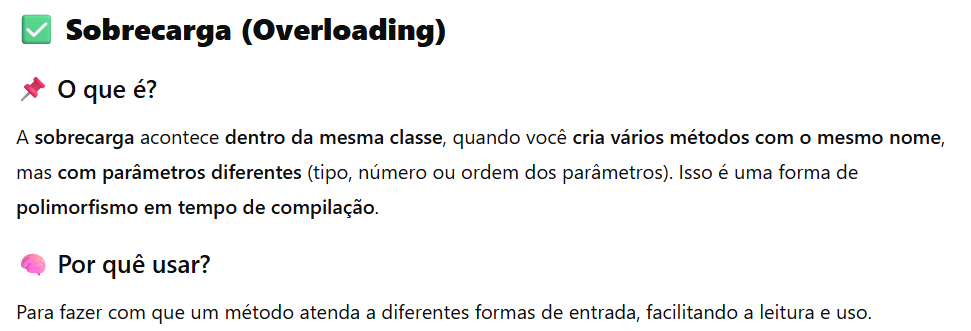 ✅ Sobrecarga (Overloading)
📌 O que é?
A sobrecarga acontece dentro da mesma classe, quando você cria vários métodos com o mesmo nome,
mas com parâmetros diferentes (tipo, número ou ordem dos parâmetros). Isso é uma forma de
polimorfismo em tempo de compilação.
🧠 Por quê usar?
Para fazer com que um método atenda a diferentes formas de entrada, facilitando a leitura e uso.